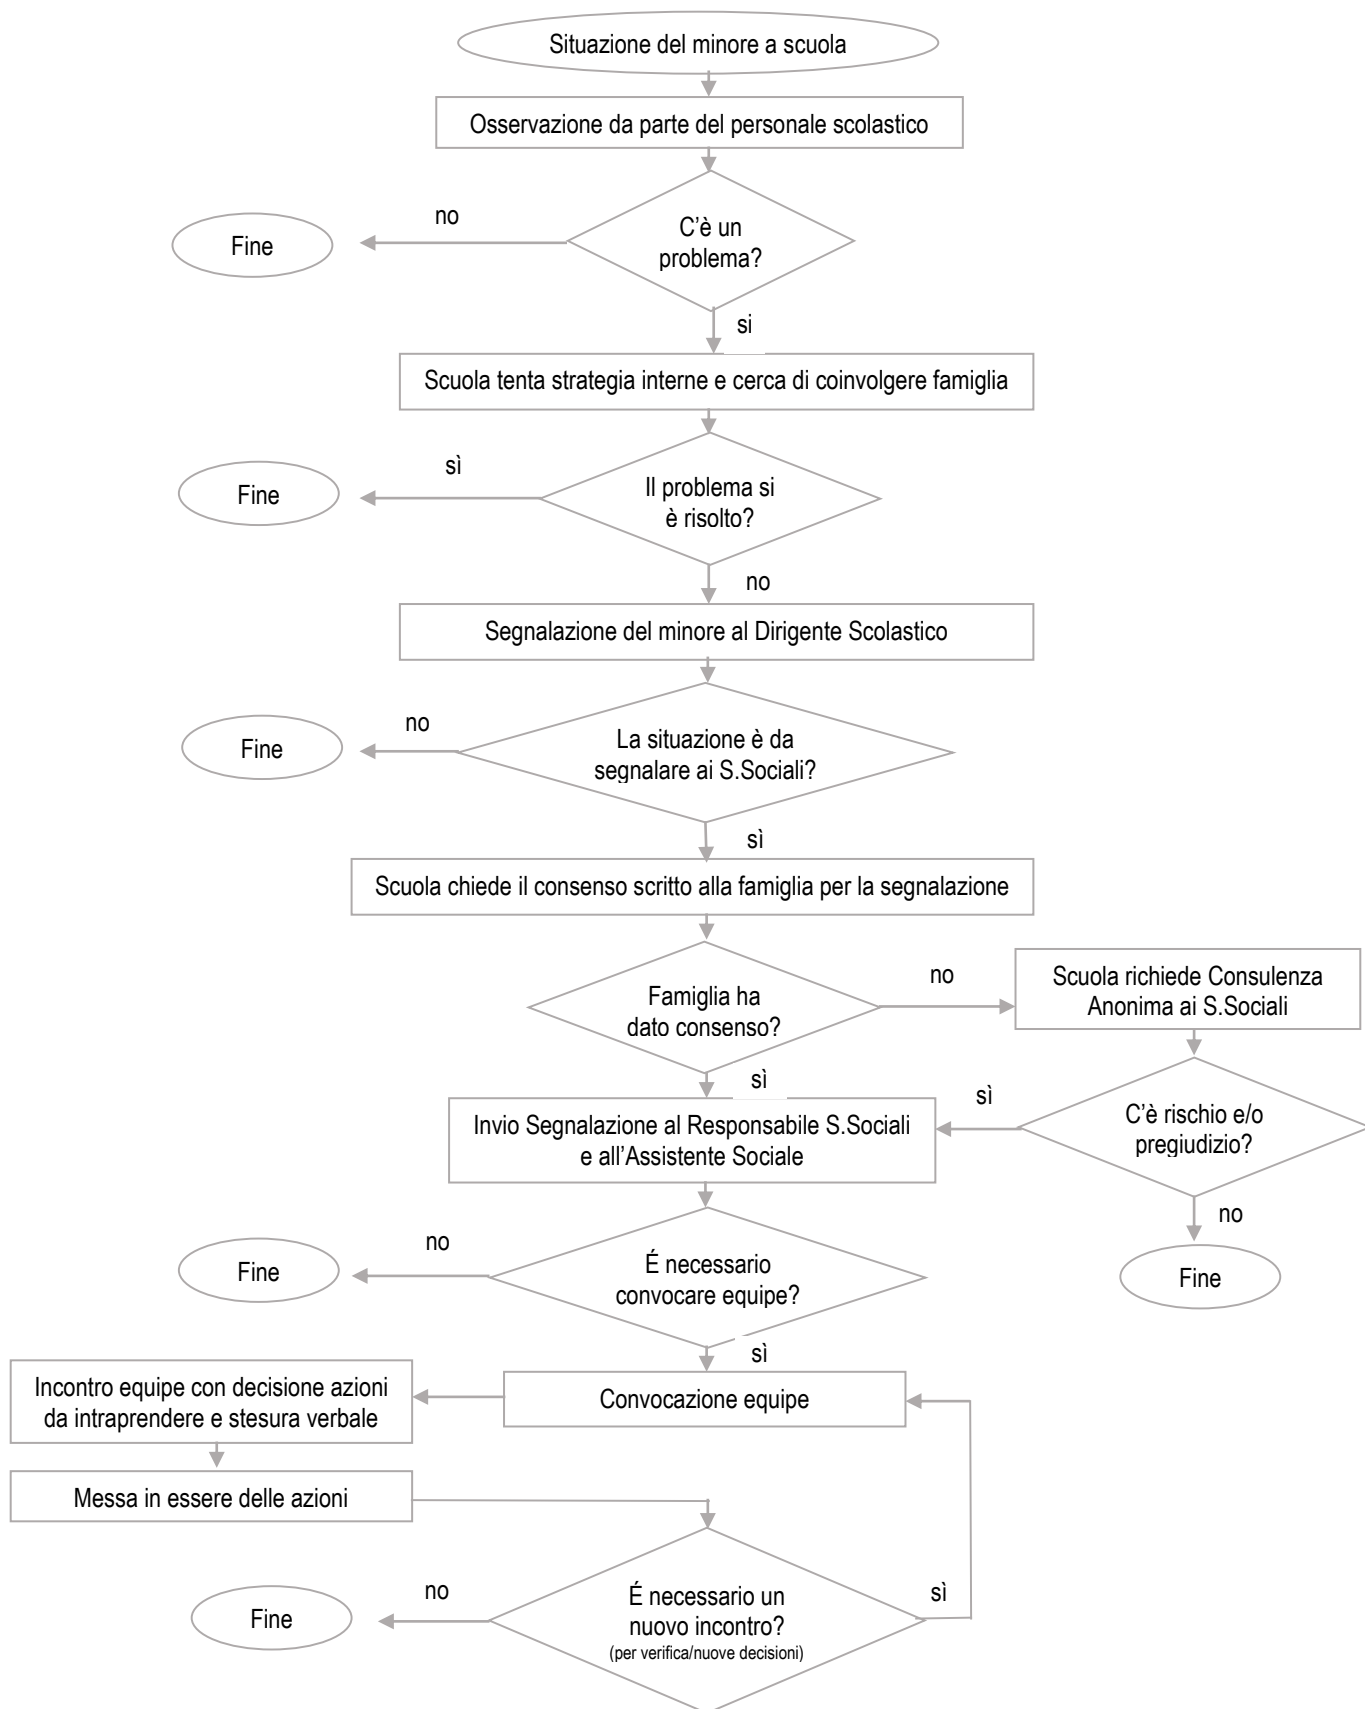 Situazione del minore a scuola
Osservazione da parte del personale scolastico
no
Fine
C’è un
problema?
si
Scuola tenta strategia interne e cerca di coinvolgere famiglia
sì
Fine
Il problema si
è risolto?
no
Segnalazione del minore al Dirigente Scolastico
no
Fine
La situazione è da
segnalare ai S.Sociali?
sì
Scuola chiede il consenso scritto alla famiglia per la segnalazione
Famiglia ha
dato consenso?
no
Scuola richiede Consulenza
Anonima ai S.Sociali
sì
sì
C’è rischio e/o
pregiudizio?
Invio Segnalazione al Responsabile S.Sociali
e all’Assistente Sociale
no
Fine
no
Fine
É necessario
convocare equipe?
sì
Convocazione equipe
Incontro equipe con decisione azioni
da intraprendere e stesura verbale
Messa in essere delle azioni
no
Fine
É necessario un
nuovo incontro?
(per verifica/nuove decisioni)
sì